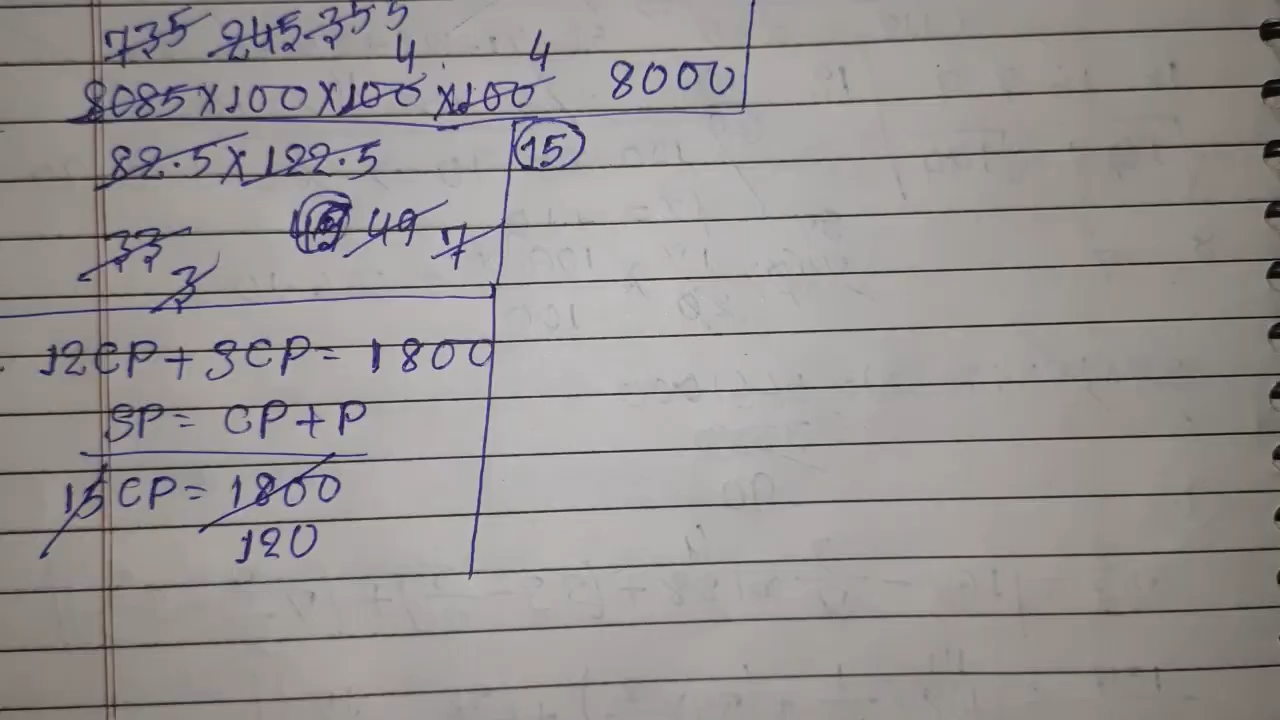 735 245 35 5
4 4
8085×100×100×100 8000
82.5×122.5 15
49 7
33
3
12CP+3CP=1800
SP=CP+P
15CP=1800
120